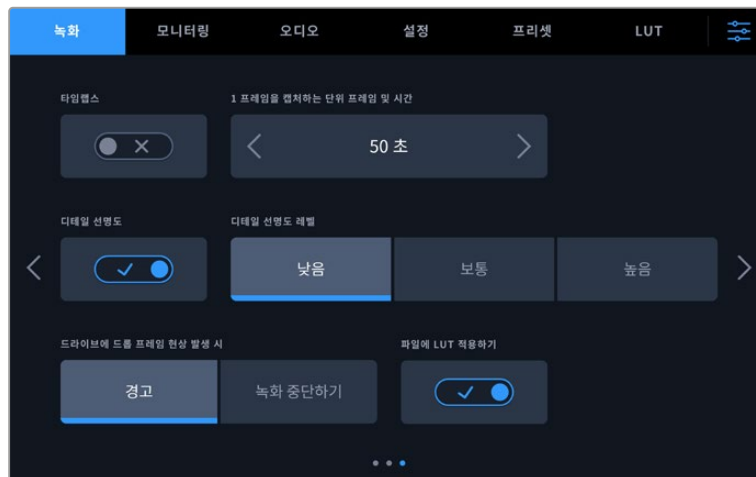 녹화 모니터링 오디오 설정 프리셋 LUT
타임랩스 1 프레임을 캡처하는 단위 프레임 및 시간
50 초
디테일 선명도 디테일 선명도 레벨
낮음 보통 높음
드라이브에 드롭 프레임 현상 발생 시 파일에 LUT 적용하기
경고 녹화 중단하기